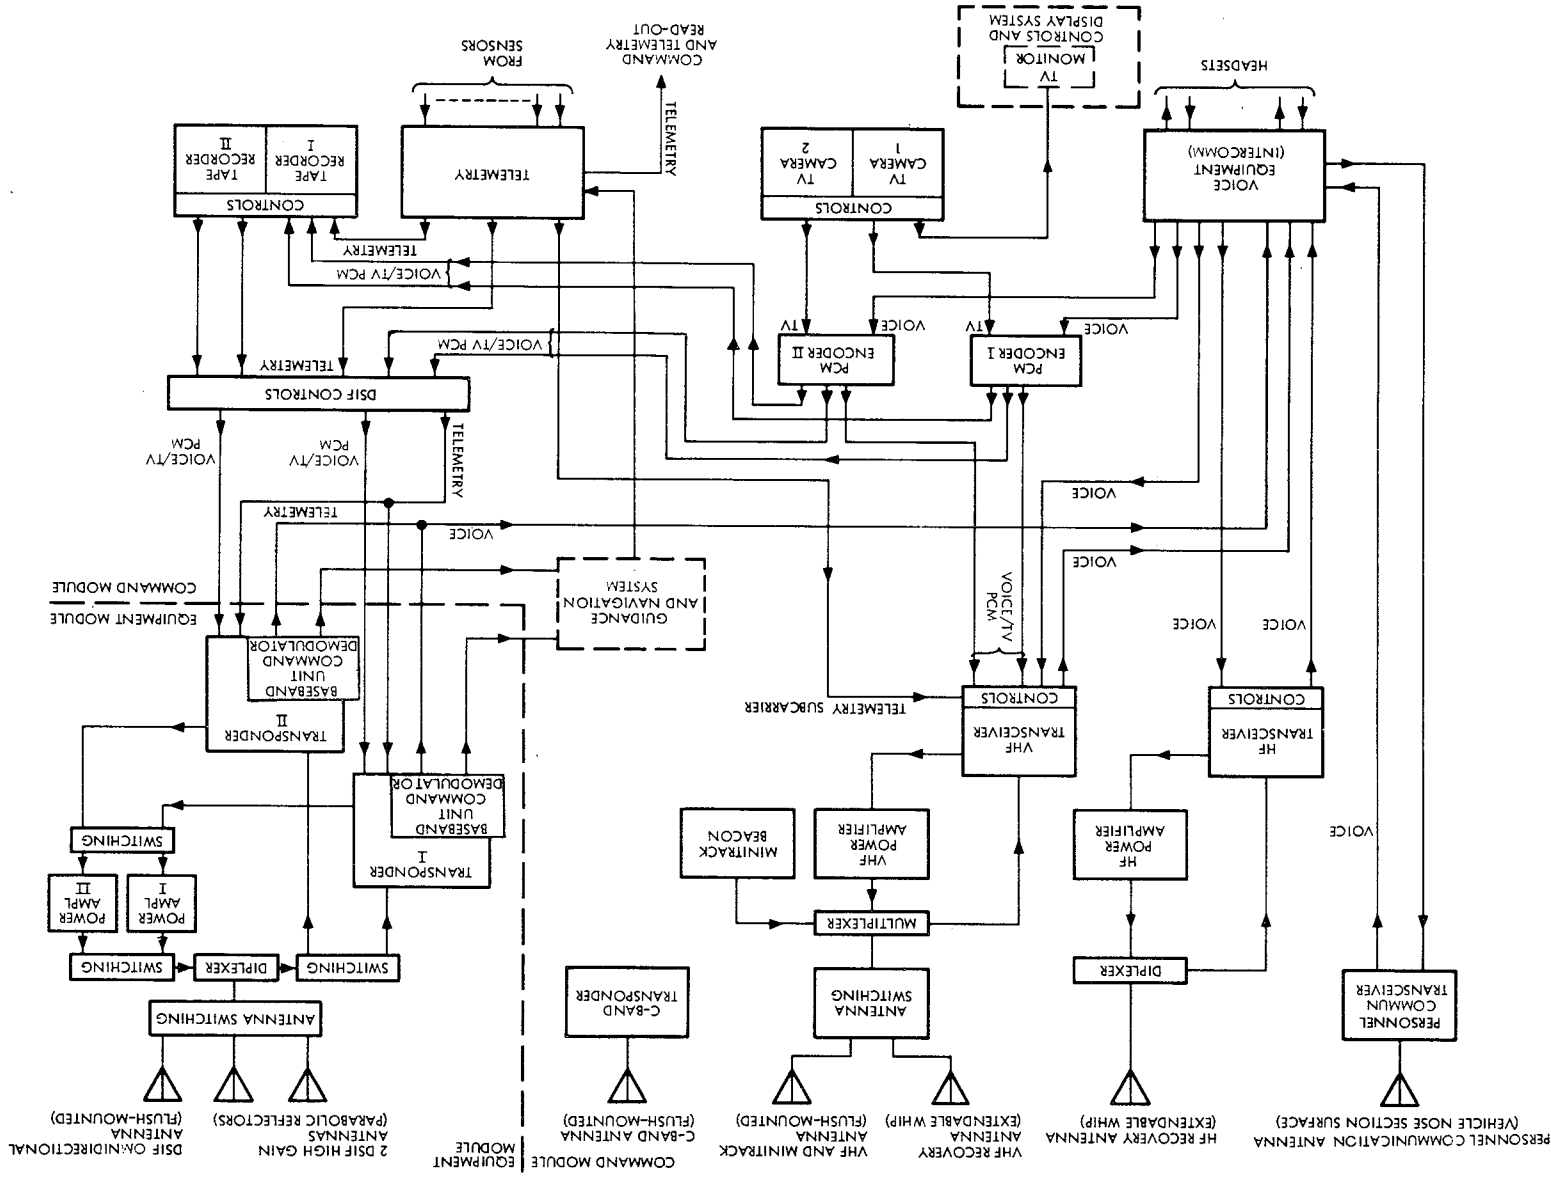 PERSONNEL COMMUNICATION ANTENNA
(VEHICLE NOSE SECTION SURFACE)
HF RECOVERY ANTENNA
(EXTENDABLE WHIP)
VHF RECOVERY
ANTENNA
(EXTENDABLE WHIP)
VHF AND MINITRACK
ANTENNA
(FLUSH-MOUNTED)
COMMAND MODULE
C-BAND ANTENNA
(FLUSH-MOUNTED)
EQUIPMENT
MODULE
2 DSIF HIGH GAIN
ANTENNAS
(PARABOLIC REFLECTORS)
DSIF OMNIDIRECTIONAL
ANTENNA
(FLUSH-MOUNTED)
PERSONNEL
COMMUN
TRANSCEIVER
DIPLEXER
ANTENNA
SWITCHING
C-BAND
TRANSPONDER
ANTENNA SWITCHING
SWITCHING
DIPLEXER
SWITCHING
MULTIPLEXER
POWER
AMPL
I
POWER
AMPL
II
VOICE
HF
POWER
AMPLIFIER
VHF
POWER
AMPLIFIER
MINITRACK
BEACON
TRANSPONDER
I
BASEBAND
UNIT
COMMAND
DEMODULATOR
SWITCHING
HF
TRANSCEIVER
CONTROLS
VHF
TRANSCEIVER
CONTROLS
TELEMETRY SUBCARRIER
TRANSPONDER
II
BASEBAND
UNIT
COMMAND
DEMODULATOR
VOICE
VOICE
VOICE/TV
PCM
GUIDANCE
AND NAVIGATION
SYSTEM
EQUIPMENT MODULE
COMMAND MODULE
VOICE
VOICE
TELEMETRY
VOICE
TELEMETRY
VOICE/TV
PCM
VOICE/TV
PCM
DSIF CONTROLS
TELEMETRY
PCM
ENCODER I
PCM
ENCODER II
VOICE/TV PCM
VOICE
TV
VOICE
TV
VOICE/TV PCM
TELEMETRY
VOICE
EQUIPMENT
(INTERCOMM)
CONTROLS
TV
CAMERA
1
TV
CAMERA
2
TELEMETRY
TELEMETRY
CONTROLS
TAPE
RECORDER
I
TAPE
RECORDER
II
HEADSETS
TV
MONITOR
CONTROLS AND
DISPLAY SYSTEM
COMMAND
AND TELEMETRY
READ-OUT
FROM
SENSORS